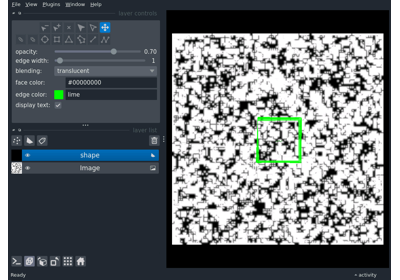 File View Plugins Window Help
layer controls
opacity: 0.70
edge width: 1
blending: translucent
face color: #00000000
edge color: lime
display text:
layer list
shape
Image
Ready
activity